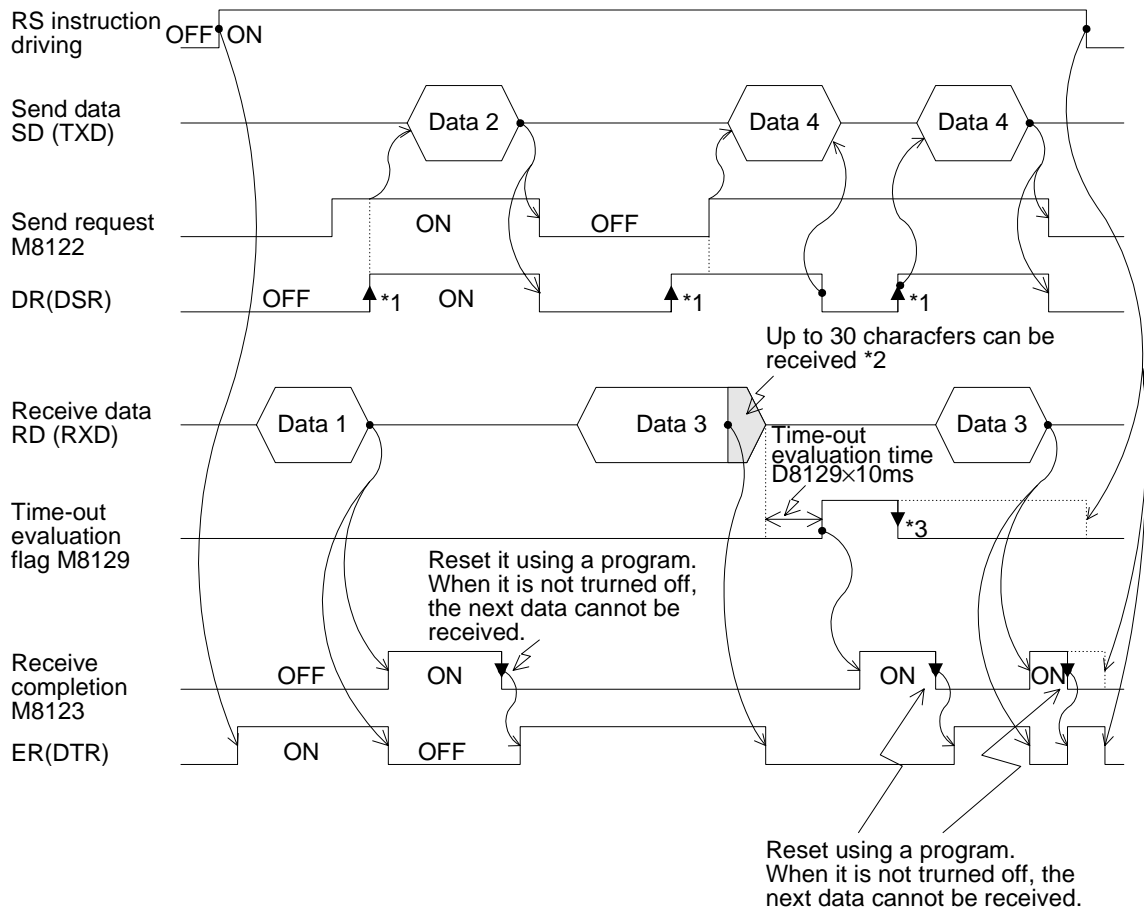 RS instruction
driving
OFF
ON
Send data
SD (TXD)
Data 2
Data 4
Data 4
Send request
M8122
ON
OFF
DR(DSR)
OFF
*1
ON
*1
*1
Up to 30 characfers can be
received *2
Receive data
RD (RXD)
Data 1
Data 3
Data 3
Time-out
evaluation time
D8129×10ms
Time-out
evaluation
flag M8129
*3
Reset it using a program.
When it is not trurned off,
the next data cannot be
received.
Receive
completion
M8123
OFF
ON
ON
ON
ER(DTR)
ON
OFF
Reset using a program.
When it is not trurned off, the
next data cannot be received.